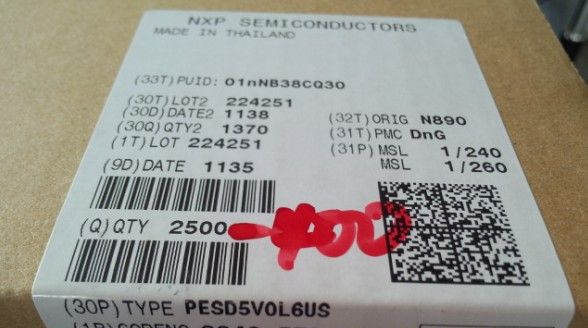 NXP SEMICONDUCTORS
MADE IN THAILAND
(33T)PUID: 01nNB38CQ30
(30T)LOT2 224251
(30D)DATE2 1138
(30Q)QTY2 1370
(1T)LOT 224251
(9D)DATE 1135
(32T)ORIG N890
(31T)PMC DnG
(31P)MSL 1/240
MSL 1/260
(Q)QTY 2500
(30P)TYPE PESD5V0L6US